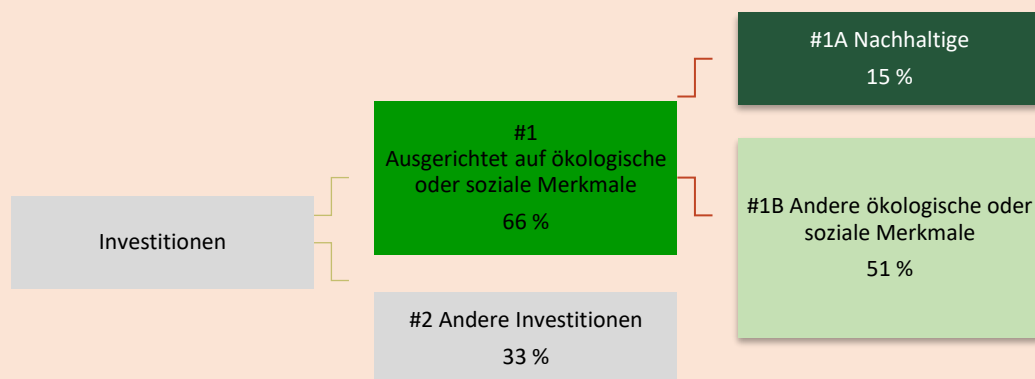 Investitionen
#1
Ausgerichtet auf ökologische
oder soziale Merkmale
66 %
#2 Andere Investitionen
33 %
#1A Nachhaltige
15 %
#1B Andere ökologische oder
soziale Merkmale
51 %